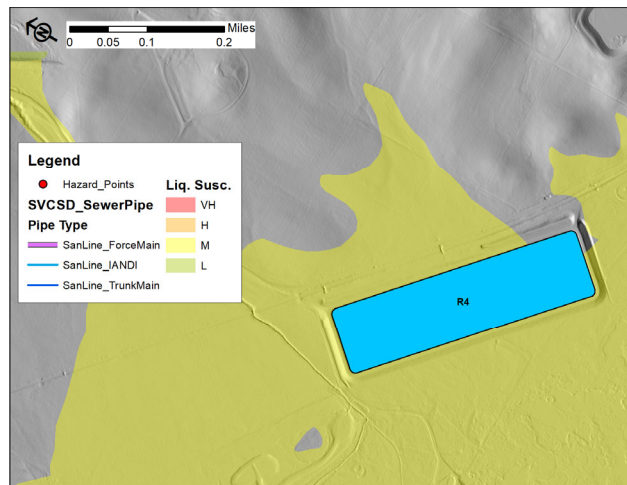 N
Miles
0 0.05 0.1 0.2
Legend
Hazard_Points
SVCSD_SewerPipe
Pipe Type
SanLine_ForceMain
SanLine_IANDI
SanLine_TrunkMain
Liq. Susc.
VH
H
M
L
R4